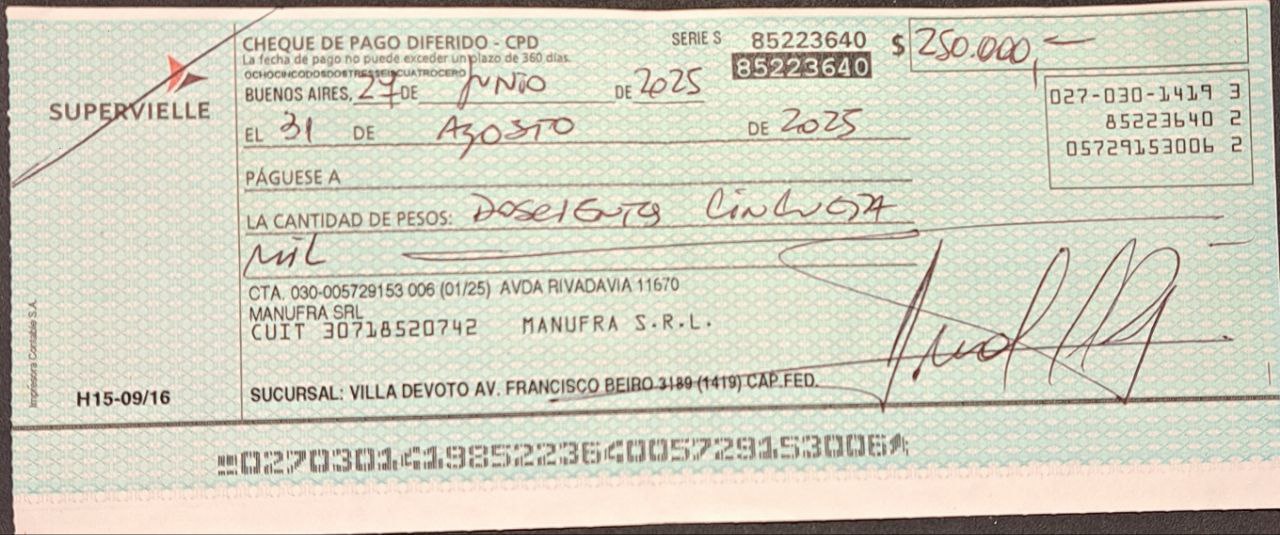 SUPERVIELLE
CHEQUE DE PAGO DIFERIDO - CPD
La fecha de pago no puede exceder un plazo de 360 días.
OCHOCINCODOSDOSTRESSEISCUATROCERO
SERIE S 85223640
85223640
$ 250.000,—
BUENOS AIRES, 27 DE JUNIO DE 2025
EL 31 DE AGOSTO DE 2025
027-030-1419 3
85223640 2
05729153006 2
PÁGUESE A
LA CANTIDAD DE PESOS: DOSCIENTOS CINCUENTA
MIL
CTA. 030-005729153 006 (01/25) AVDA RIVADAVIA 11670
MANUFRA SRL
CUIT 30718520742 MANUFRA S.R.L.
SUCURSAL: VILLA DEVOTO AV. FRANCISCO BEIRO 3189 (1419) CAP.FED.
Impresora Contable S.A.
H15-09/16
02703014198522364005729153006